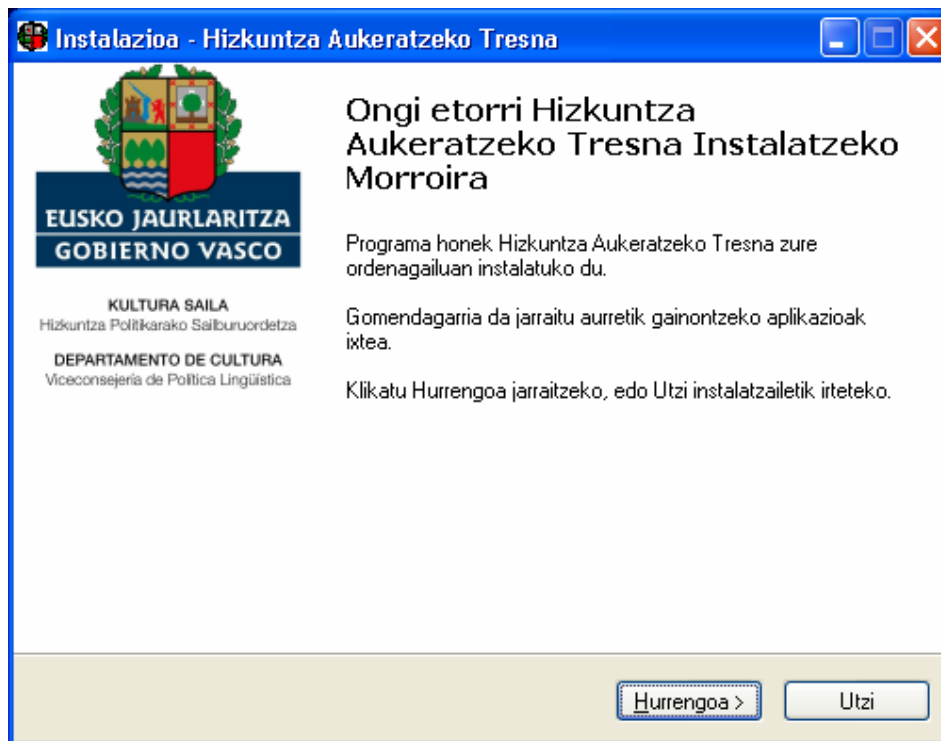 Instalazioa - Hizkuntza Aukeratzeko Tresna
EUSKO JAURLARITZA
GOBIERNO VASCO
KULTURA SAILA
Hizkuntza Politikarako Sailburuordetza
DEPARTAMENTO DE CULTURA
Viceconsejería de Política Lingüística
Ongi etorri Hizkuntza
Aukeratzeko Tresna Instalatzeko
Morroira
Programa honek Hizkuntza Aukeratzeko Tresna zure
ordenagailuan instalatuko du.
Gomendagarria da jarraitu aurretik gainontzeko aplikazioak
ixtea.
Klikatu Hurrengoa jarraitzeko, edo Utzi instalatzailetik irteteko.
Hurrengoa >
Utzi